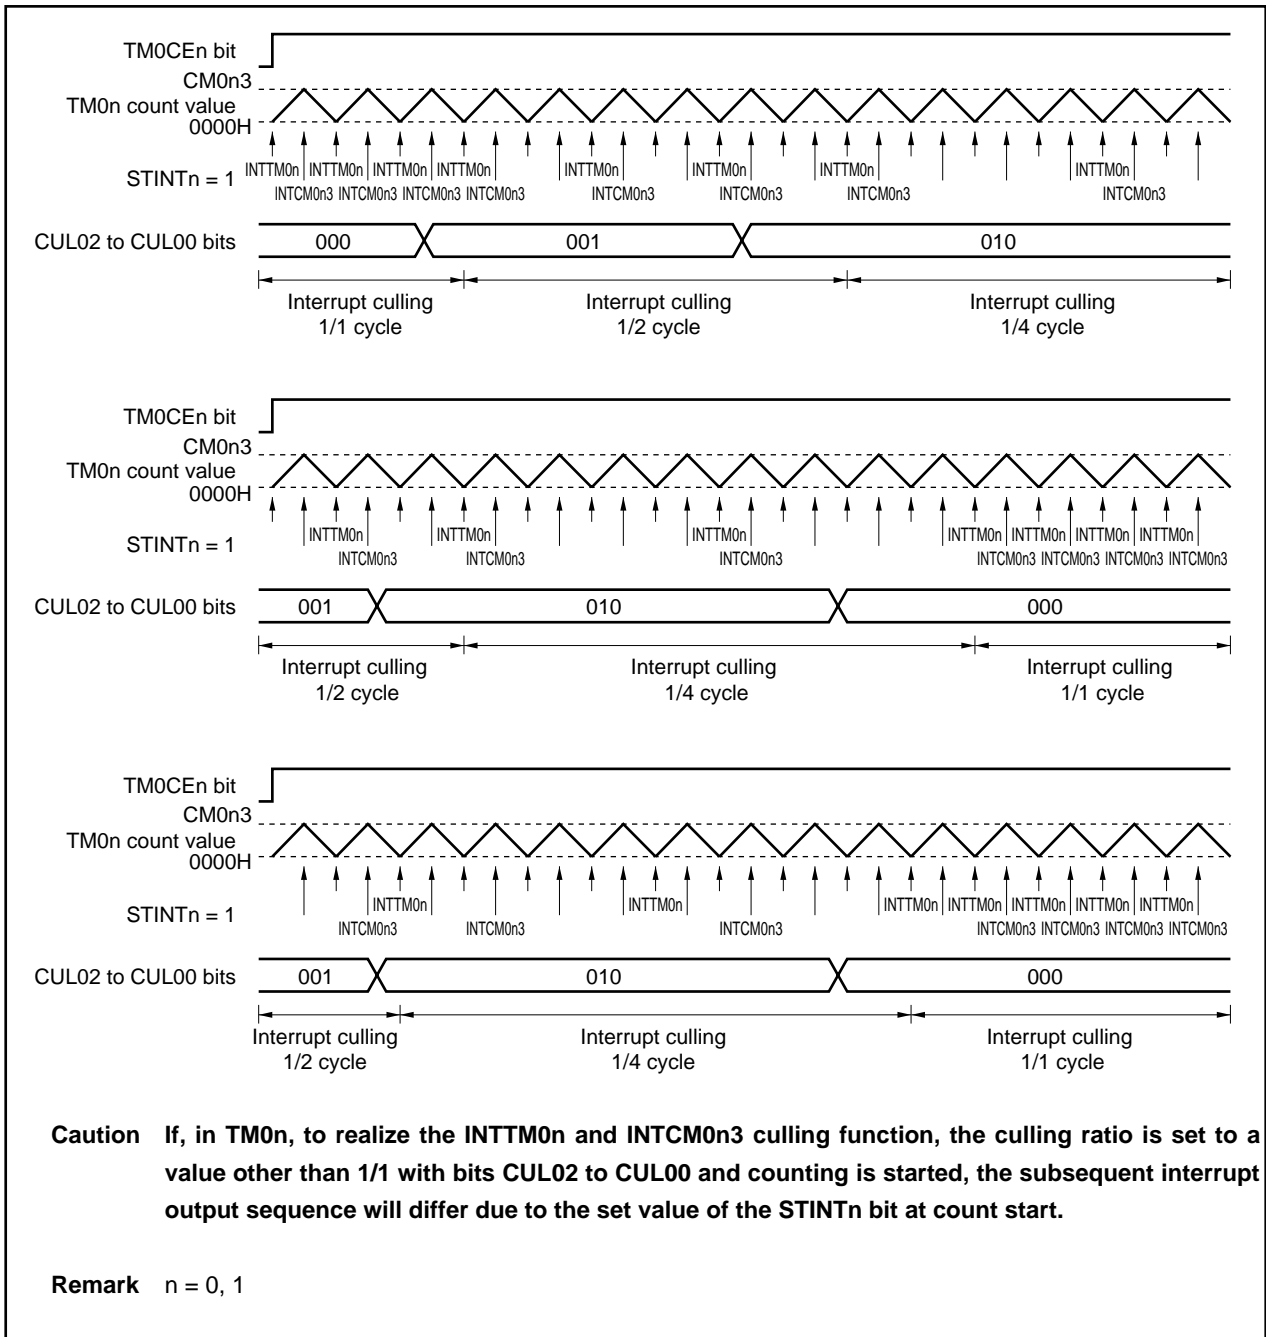 TM0CEn bit
CM0n3
TM0n count value
0000H
INTTM0n INTTM0n INTTM0n INTTM0n INTTM0n INTTM0n INTTM0n INTTM0n
STINTn = 1
INTCM0n3 INTCM0n3 INTCM0n3 INTCM0n3 INTCM0n3 INTCM0n3 INTCM0n3 INTCM0n3
CUL02 to CUL00 bits 000 001 010
Interrupt culling Interrupt culling Interrupt culling
1/1 cycle 1/2 cycle 1/4 cycle
TM0CEn bit
CM0n3
TM0n count value
0000H
INTTM0n INTTM0n INTTM0n INTTM0n INTTM0n INTTM0n INTTM0n
STINTn = 1
INTCM0n3 INTCM0n3 INTCM0n3 INTCM0n3 INTCM0n3 INTCM0n3 INTCM0n3
CUL02 to CUL00 bits 001 010 000
Interrupt culling Interrupt culling Interrupt culling
1/2 cycle 1/4 cycle 1/1 cycle
TM0CEn bit
CM0n3
TM0n count value
0000H
INTTM0n INTTM0n INTTM0n INTTM0n INTTM0n INTTM0n INTTM0n
STINTn = 1
INTCM0n3 INTCM0n3 INTCM0n3 INTCM0n3 INTCM0n3 INTCM0n3 INTCM0n3
CUL02 to CUL00 bits 001 010 000
Interrupt culling Interrupt culling Interrupt culling
1/2 cycle 1/4 cycle 1/1 cycle
Caution If, in TM0n, to realize the INTTM0n and INTCM0n3 culling function, the culling ratio is set to a
value other than 1/1 with bits CUL02 to CUL00 and counting is started, the subsequent interrupt
output sequence will differ due to the set value of the STINTn bit at count start.
Remark n = 0, 1